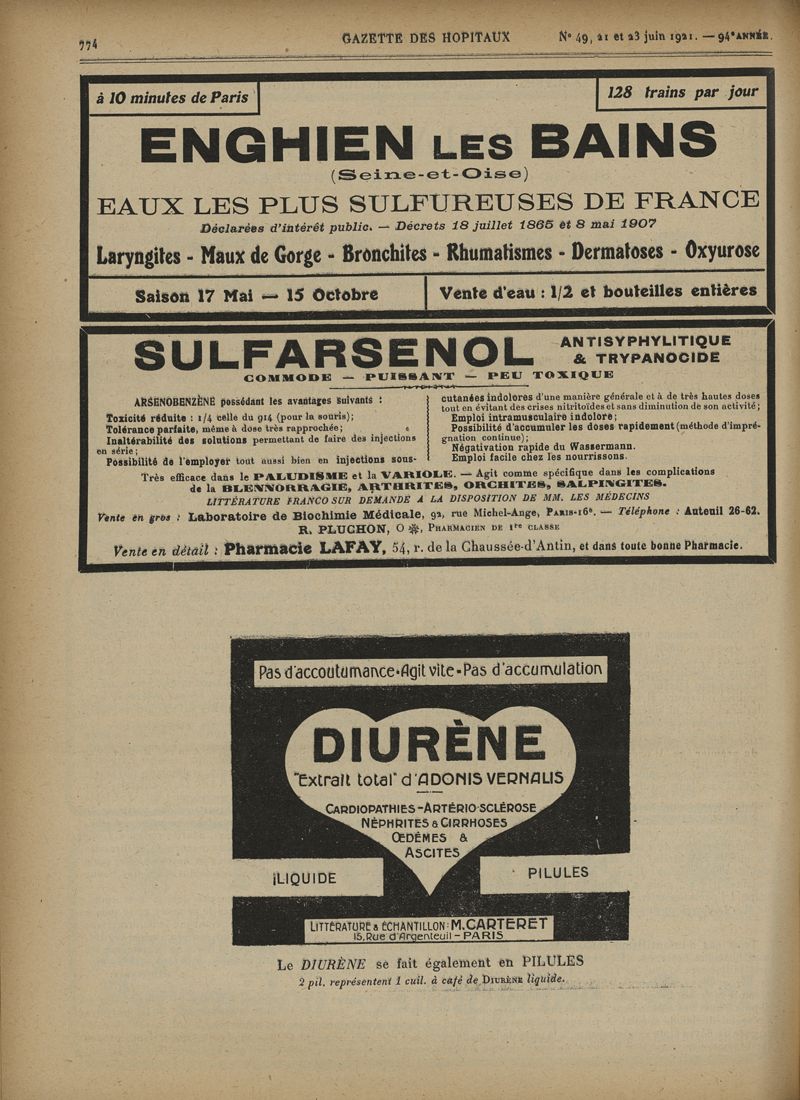 774
GAZETTE DES HOPITAUX
N° 49, 21 et 23 juin 1921. — 94e ANNÉE.
à 10 minutes de Paris
128 trains par jour
ENGHIEN LES BAINS
(Seine-et-Oise)
EAUX LES PLUS SULFUREUSES DE FRANCE
Déclarées d'intérêt public. — Décrets 18 juillet 1865 et 8 mai 1907
Laryngites - Maux de Gorge - Bronchites - Rhumatismes - Dermatoses - Oxyurose
Saison 17 Mai — 15 Octobre
Vente d'eau : 1/2 et bouteilles entières
SULFARSENOL
ANTISYPHYLITIQUE
& TRYPANOCIDE
COMMODE — PUISSANT — PEU TOXIQUE
ARSENOBENZÈNE possédant les avantages suivants :
Toxicité réduite : 1/4 celle du 914 (pour la souris);
Tolérance parfaite, même à dose très rapprochée;
Inaltérabilité des solutions permettant de faire des injections
en série;
Possibilité de l'employer tout aussi bien en injections sous-
cutanées indolores d'une manière générale et à de très hautes doses
tout en évitant des crises nitritoïdes et sans diminution de son activité;
Emploi intramusculaire indolore;
Possibilité d'accumuler les doses rapidement (méthode d'impré-
gnation continue);
Négativation rapide du Wassermann.
Emploi facile chez les nourrissons.
Très efficace dans le PALUDISME et la VARIOLE. — Agit comme spécifique dans les complications
de la BLENNORRAGIE, ARTHRITES, ORCHITES, SALPINGITES.
LITTÉRATURE FRANCO SUR DEMANDE A LA DISPOSITION DE MM. LES MÉDECINS
Vente en gros : Laboratoire de Biochimie Médicale, 92, rue Michel-Ange, PARIS-16e. — Téléphone : Auteuil 26-62.
R. PLUCHON, O ✻, PHARMACIEN DE 1re CLASSE
Vente en détail : Pharmacie LAFAY, 54, r. de la Chaussée-d'Antin, et dans toute bonne Pharmacie.
Pas d'accoutumance - Agit vite - Pas d'accumulation
DIURÈNE
"Extrait total" d'ADONIS VERNALIS
CARDIOPATHIES - ARTÉRIO-SCLÉROSE
NÉPHRITES & CIRRHOSES
ŒDÈMES &
ASCITES
LIQUIDE
PILULES
LITTÉRATURE & ÉCHANTILLON: M. CARTERET
15, Rue d'Argenteuil - PARIS
Le DIURÈNE se fait également en PILULES
2 pil. représentent 1 cuil. à café de DIURÈNE liquide.